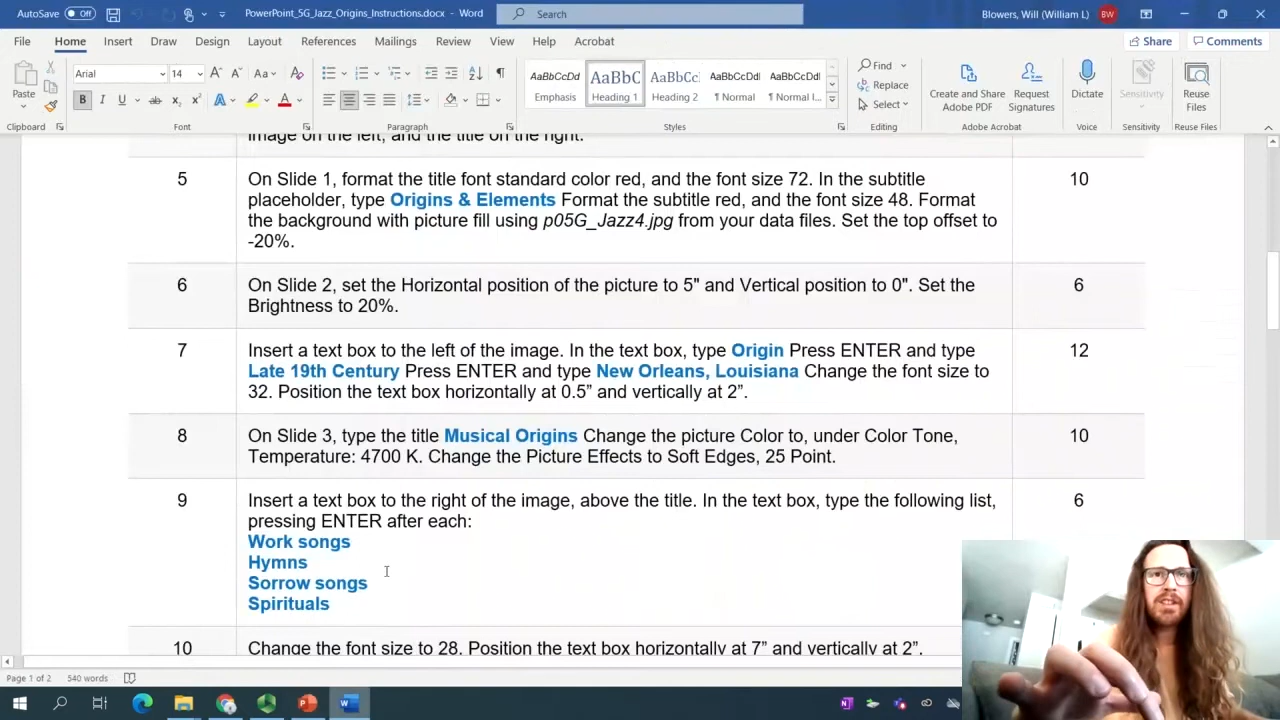 AutoSave Off PowerPoint_5G_Jazz_Origins_Instructions.docx - Word Search Blowers, Will (William L) BW
File Home Insert Draw Design Layout References Mailings Review View Help Acrobat Share Comments
Paste Arial 14 AaBbCcDd AaBbC AaBbCc AaBbCcDdI AaBbCcDdI Find Replace Select
Emphasis Heading 1 Heading 2 ¶ Normal ¶ Normal I...
Create and Share Adobe PDF Request Signatures Dictate Sensitivity Reuse Files
Clipboard Font Paragraph Styles Editing Adobe Acrobat Voice Sensitivity Reuse Files
image on the left, and the title on the right.
5 On Slide 1, format the title font standard color red, and the font size 72. In the subtitle 10
placeholder, type Origins & Elements Format the subtitle red, and the font size 48. Format
the background with picture fill using p05G_Jazz4.jpg from your data files. Set the top offset to
-20%.
6 On Slide 2, set the Horizontal position of the picture to 5" and Vertical position to 0". Set the 6
Brightness to 20%.
7 Insert a text box to the left of the image. In the text box, type Origin Press ENTER and type 12
Late 19th Century Press ENTER and type New Orleans, Louisiana Change the font size to
32. Position the text box horizontally at 0.5” and vertically at 2”.
8 On Slide 3, type the title Musical Origins Change the picture Color to, under Color Tone, 10
Temperature: 4700 K. Change the Picture Effects to Soft Edges, 25 Point.
9 Insert a text box to the right of the image, above the title. In the text box, type the following list, 6
pressing ENTER after each:
Work songs
Hymns
Sorrow songs
Spirituals
10 Change the font size to 28. Position the text box horizontally at 7” and vertically at 2”.
Page 1 of 2 540 words